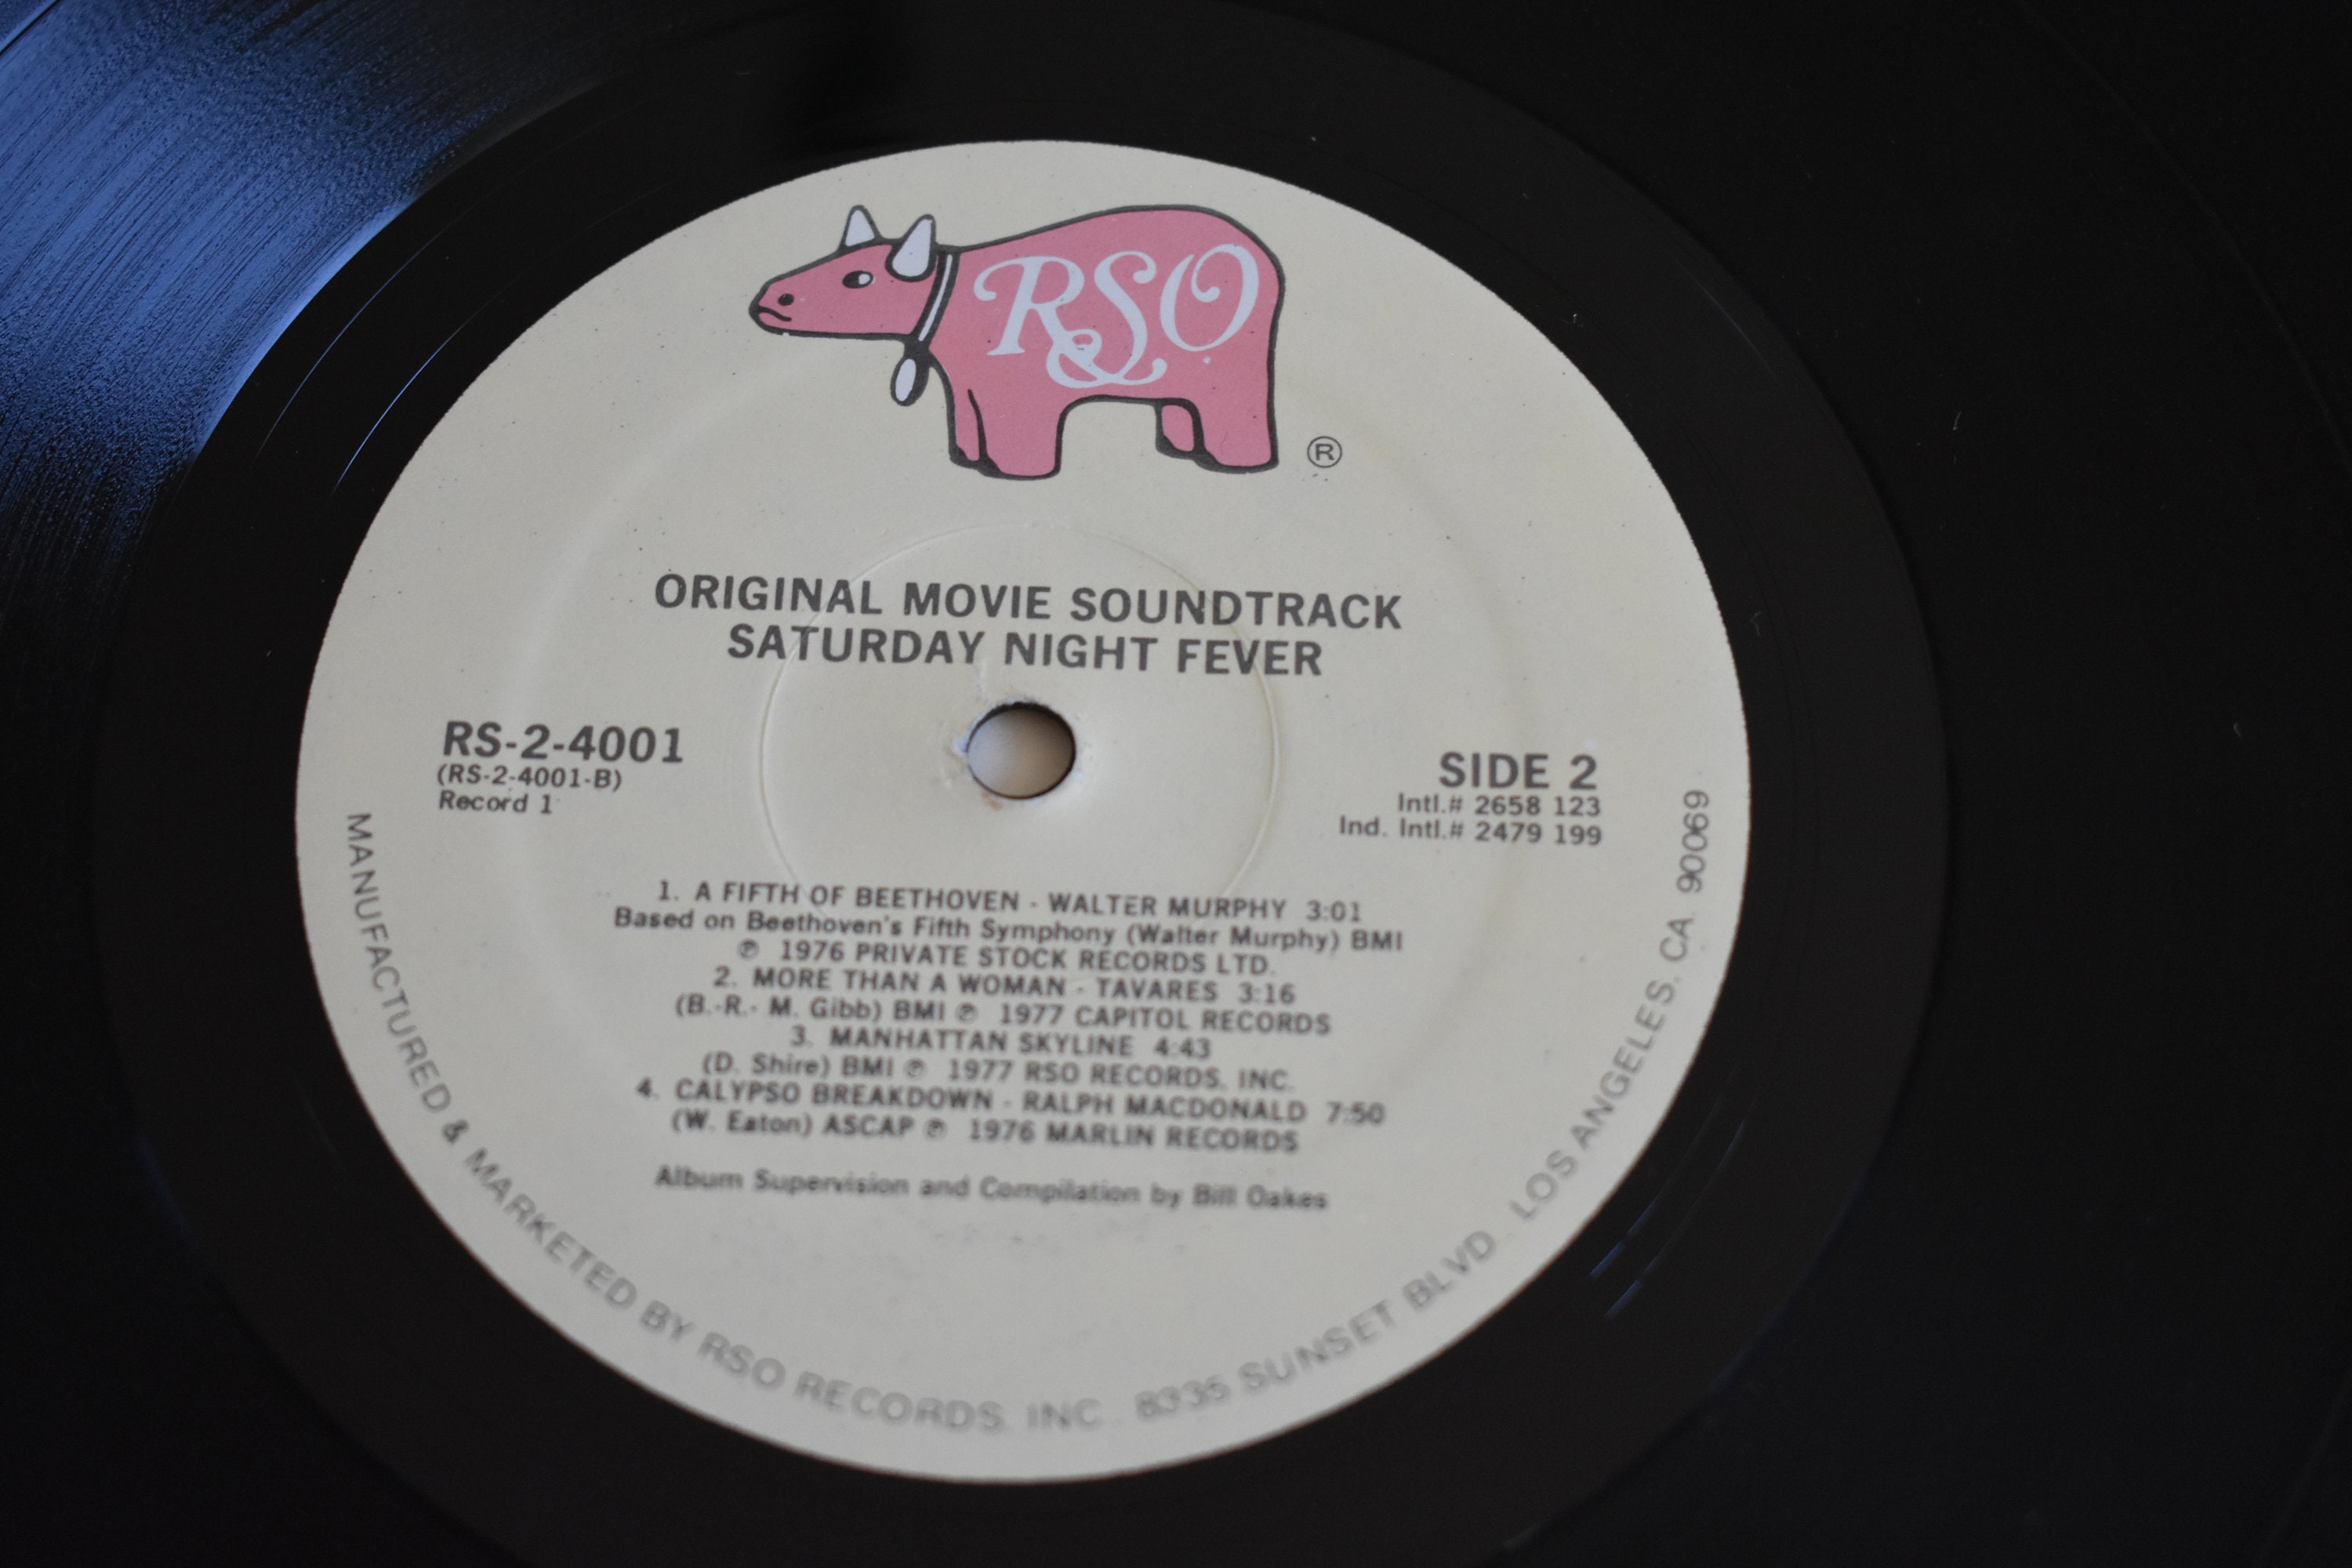 RSO
®
ORIGINAL MOVIE SOUNDTRACK
SATURDAY NIGHT FEVER
RS-2-4001
(RS-2-4001-B)
Record 1
SIDE 2
Intl.# 2658 123
Ind. Intl.# 2479 199
1. A FIFTH OF BEETHOVEN - WALTER MURPHY 3:01
Based on Beethoven's Fifth Symphony (Walter Murphy) BMI
℗ 1976 PRIVATE STOCK RECORDS LTD.
2. MORE THAN A WOMAN - TAVARES 3:16
(B.-R.- M. Gibb) BMI ℗ 1977 CAPITOL RECORDS
3. MANHATTAN SKYLINE 4:43
(D. Shire) BMI ℗ 1977 RSO RECORDS, INC.
4. CALYPSO BREAKDOWN - RALPH MACDONALD 7:50
(W. Eaton) ASCAP ℗ 1976 MARLIN RECORDS
Album Supervision and Compilation by Bill Oakes
MANUFACTURED & MARKETED BY RSO RECORDS, INC., 8335 SUNSET BLVD., LOS ANGELES, CA. 90069